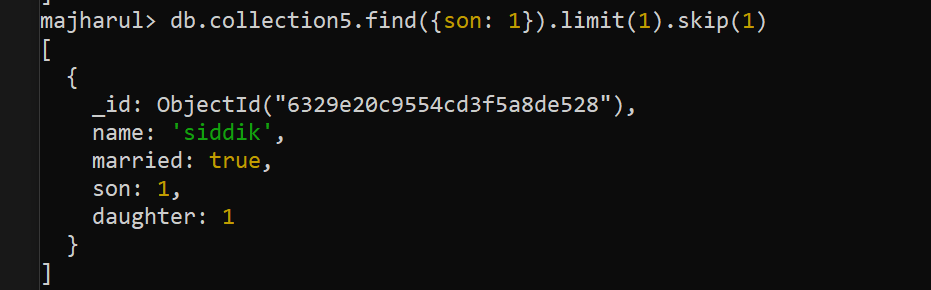 majharul> db.collection5.find({son: 1}).limit(1).skip(1)
[
  {
    _id: ObjectId("6329e20c9554cd3f5a8de528"),
    name: 'siddik',
    married: true,
    son: 1,
    daughter: 1
  }
]